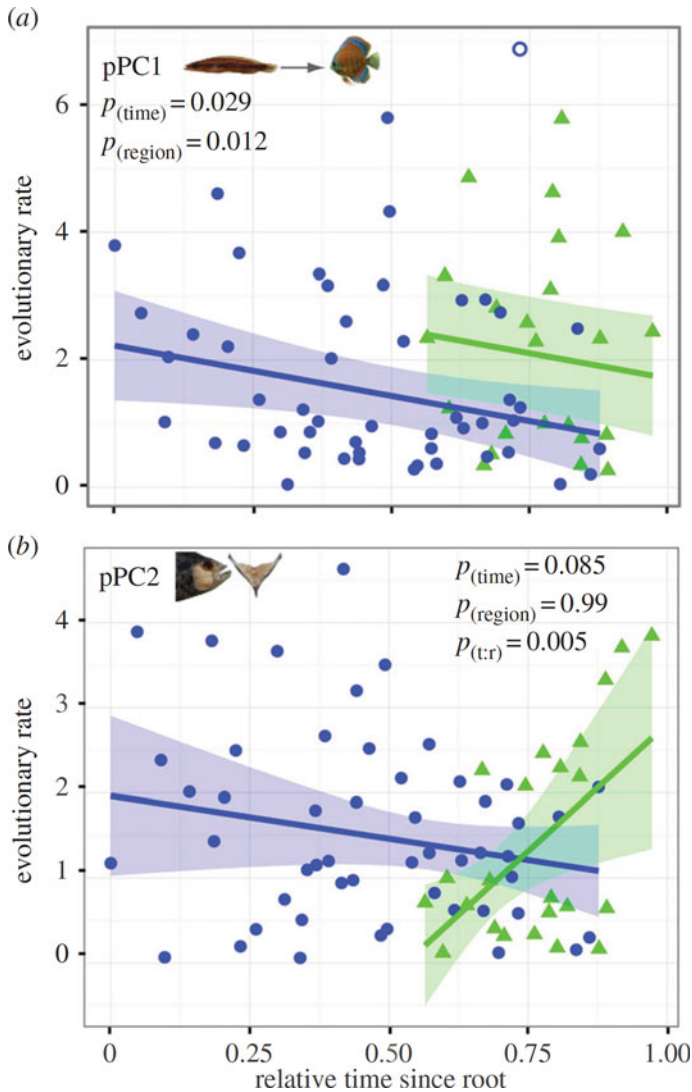 (a)
pPC1
p(time) = 0.029
p(region) = 0.012
6
4
2
0
evolutionary rate
(b)
pPC2
p(time) = 0.085
p(region) = 0.99
p(t:r) = 0.005
4
3
2
1
0
evolutionary rate
0 0.25 0.50 0.75 1.00
relative time since root